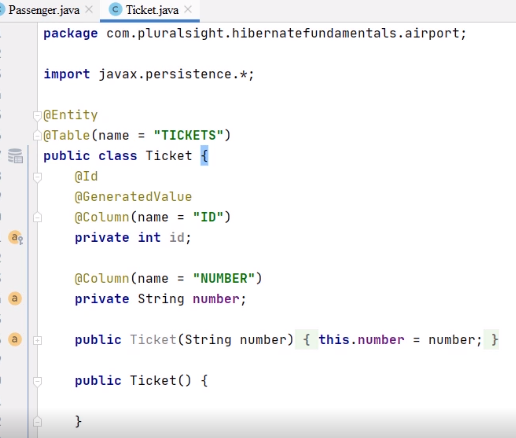 Passenger.java × Ticket.java ×
package com.pluralsight.hibernatefundamentals.airport;
import javax.persistence.*;
@Entity
@Table(name = "TICKETS")
public class Ticket {
@Id
@GeneratedValue
@Column(name = "ID")
private int id;
@Column(name = "NUMBER")
private String number;
public Ticket(String number) { this.number = number; }
public Ticket() {
}